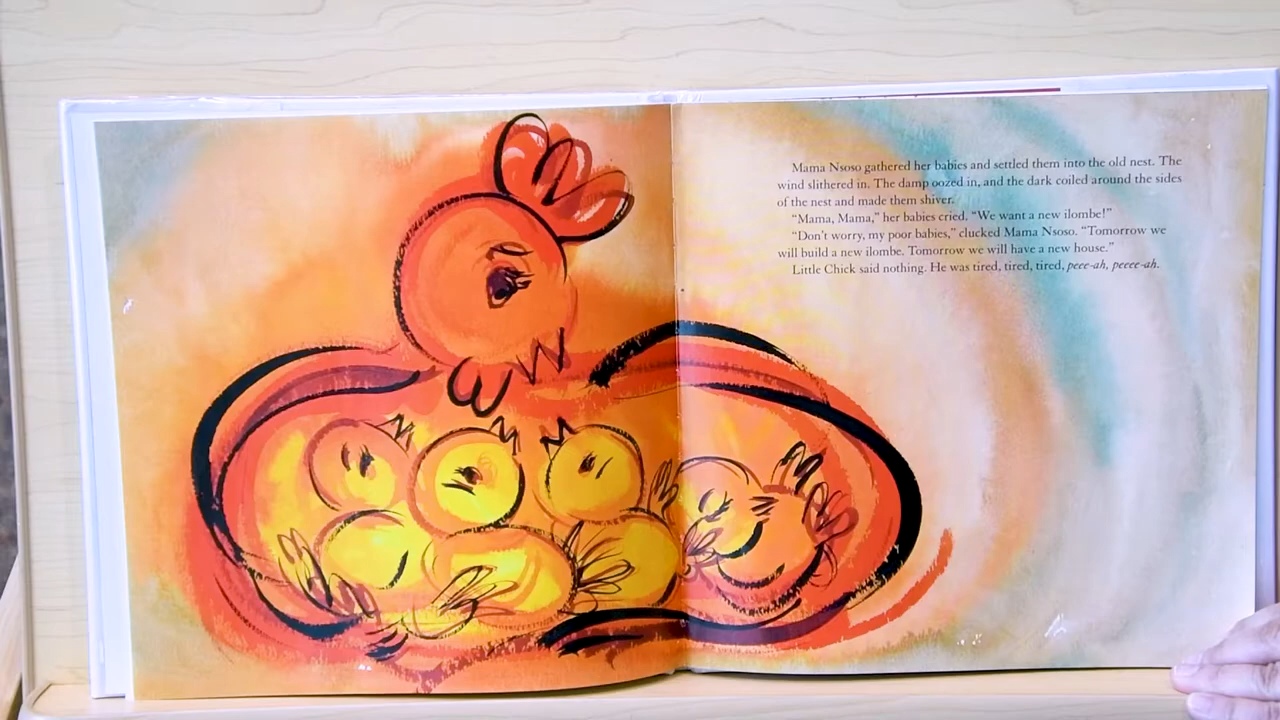 Mama Nsoso gathered her babies and settled them into the old nest. The
wind slithered in. The damp oozed in, and the dark coiled around the sides
of the nest and made them shiver.
“Mama, Mama,” her babies cried. “We want a new ilombe!”
“Don’t worry, my poor babies,” clucked Mama Nsoso. “Tomorrow we
will build a new ilombe. Tomorrow we will have a new house.”
Little Chick said nothing. He was tired, tired, tired, peee-ah, peeee-ah.